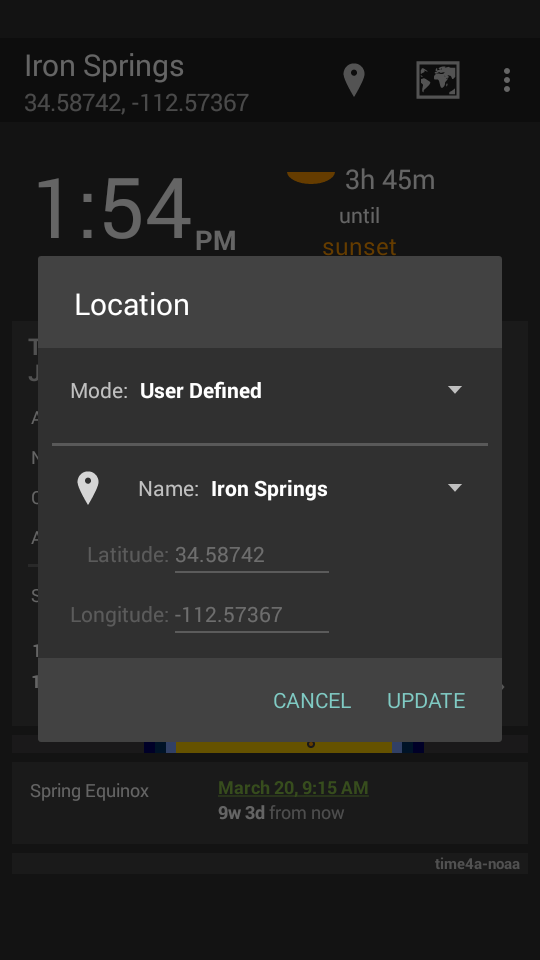 Iron Springs
34.58742, -112.57367
1:54 PM
3h 45m
until
sunset
Location
Mode: User Defined
Name: Iron Springs
Latitude: 34.58742
Longitude: -112.57367
CANCEL
UPDATE
Spring Equinox
March 20, 9:15 AM
9w 3d from now
time4a-noaa